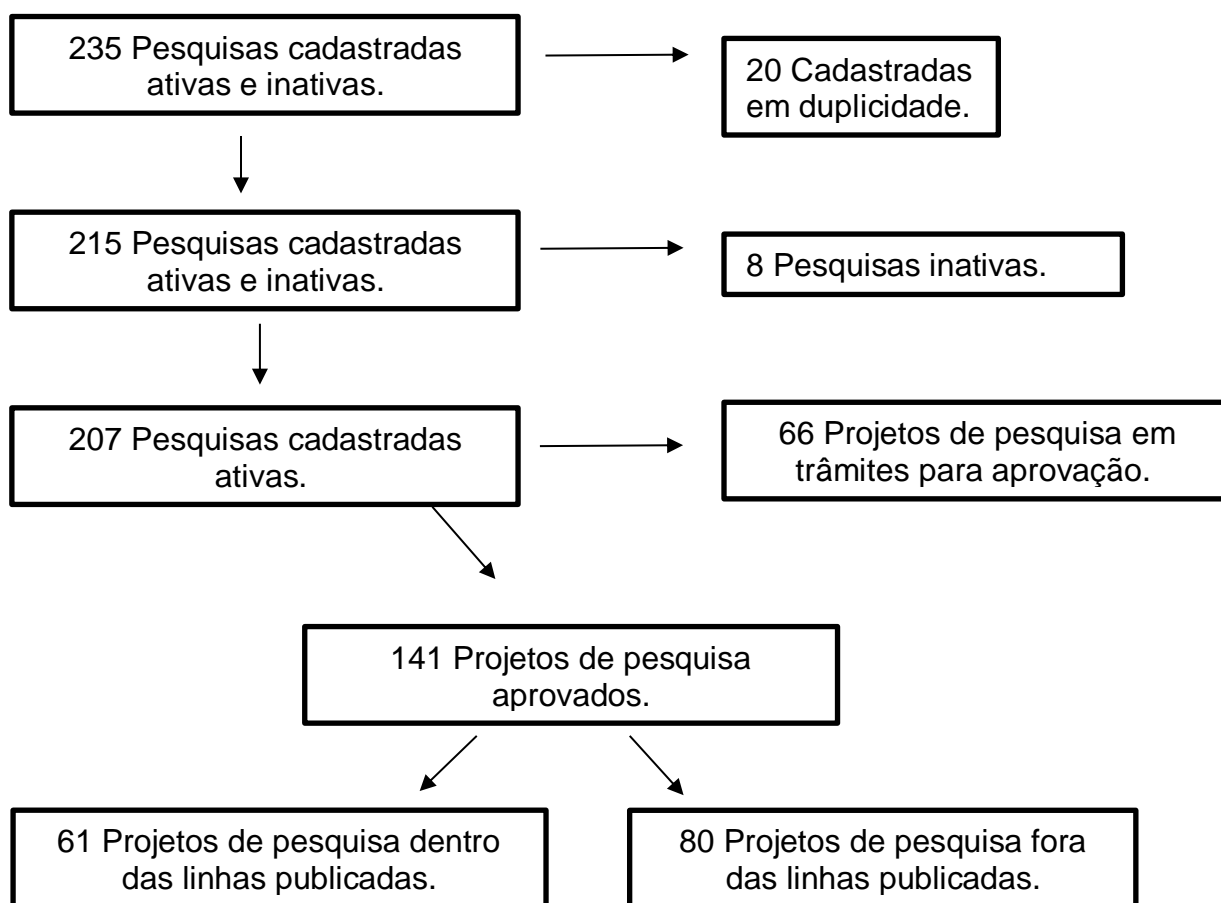 235 Pesquisas cadastradas
ativas e inativas.
20 Cadastradas
em duplicidade.
215 Pesquisas cadastradas
ativas e inativas.
8 Pesquisas inativas.
207 Pesquisas cadastradas
ativas.
66 Projetos de pesquisa em
trâmites para aprovação.
141 Projetos de pesquisa
aprovados.
61 Projetos de pesquisa dentro
das linhas publicadas.
80 Projetos de pesquisa fora
das linhas publicadas.